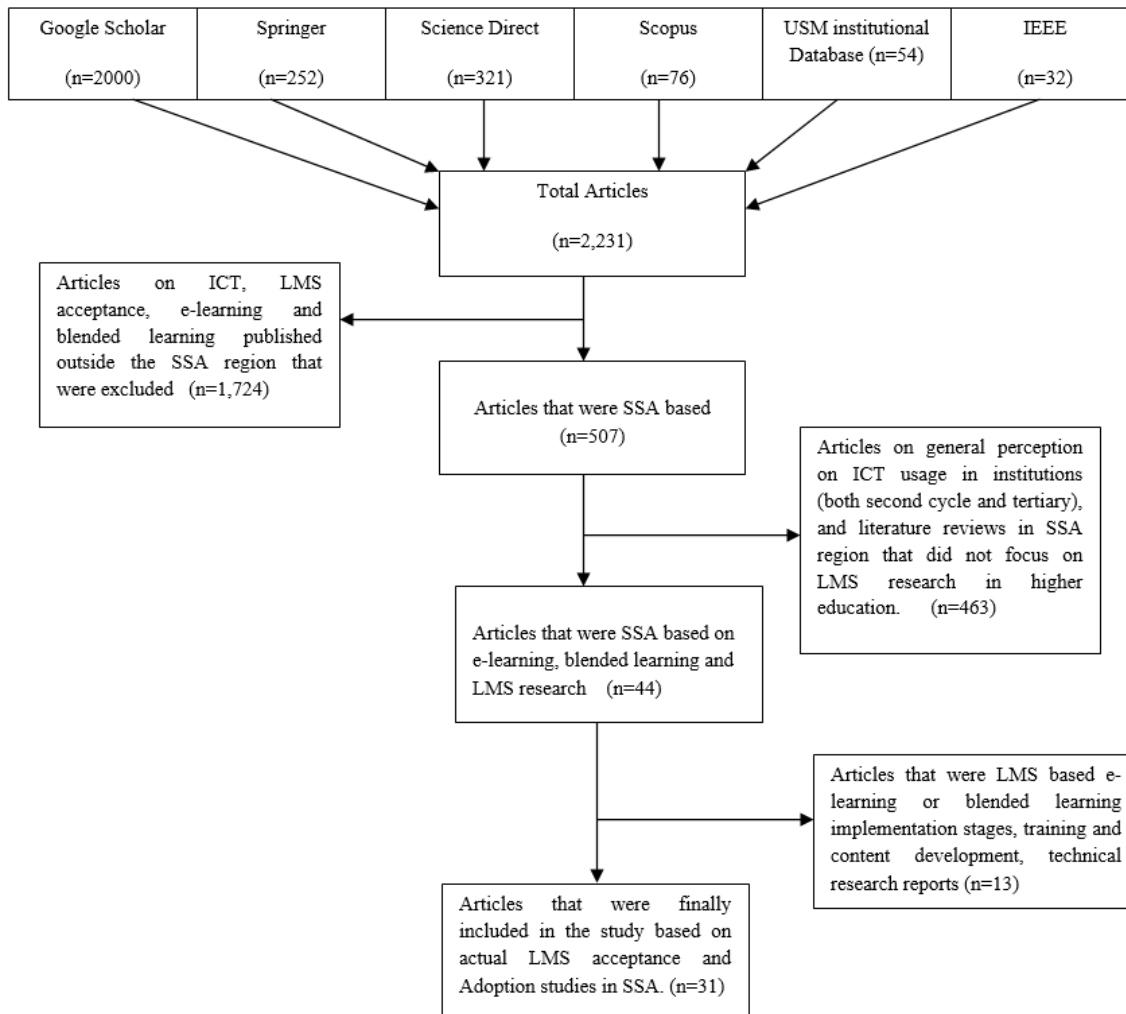 Google Scholar
(n=2000)
Springer
(n=252)
Science Direct
(n=321)
Scopus
(n=76)
USM institutional
Database (n=54)
IEEE
(n=32)
Total Articles
(n=2,231)
Articles on ICT, LMS
acceptance, e-learning and
blended learning published
outside the SSA region that
were excluded (n=1,724)
Articles that were SSA based
(n=507)
Articles on general perception
on ICT usage in institutions
(both second cycle and tertiary),
and literature reviews in SSA
region that did not focus on
LMS research in higher
education. (n=463)
Articles that were SSA based on
e-learning, blended learning and
LMS research (n=44)
Articles that were LMS based e-
learning or blended learning
implementation stages, training and
content development, technical
research reports (n=13)
Articles that were finally
included in the study based on
actual LMS acceptance and
Adoption studies in SSA. (n=31)